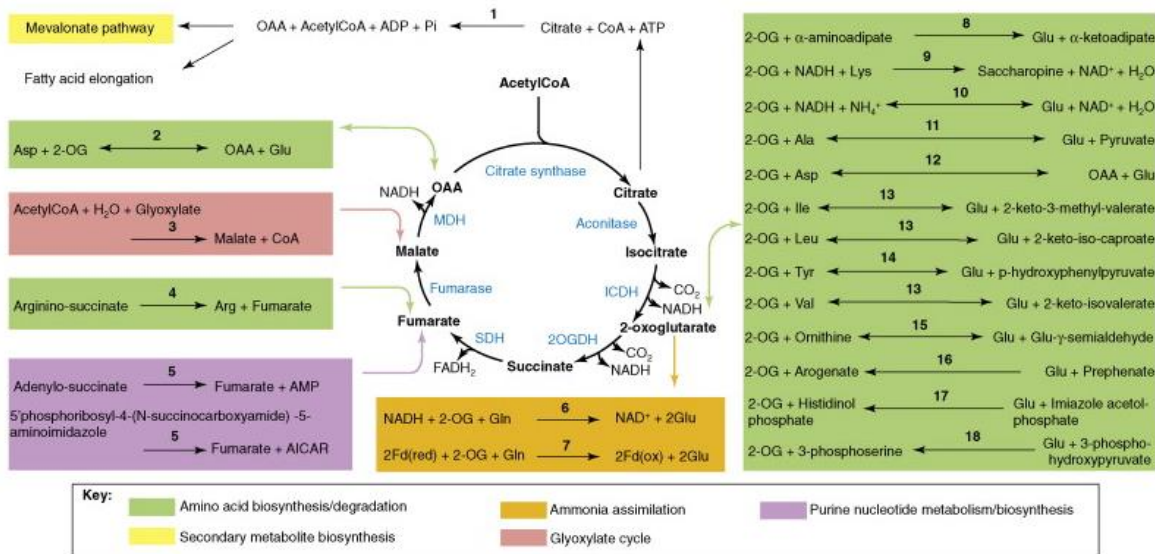 Mevalonate pathway
OAA + AcetylCoA + ADP + Pi
1
Citrate + CoA + ATP
Fatty acid elongation
AcetylCoA
2
Asp + 2-OG
OAA + Glu
AcetylCoA + H₂O + Glyoxylate
3
Malate + CoA
4
Arginino-succinate
Arg + Fumarate
5
Adenylo-succinate
Fumarate + AMP
5'phosphoribosyl-4-(N-succinocarboxyamide) -5-
aminoimidazole
5
Fumarate + AICAR
OAA
Citrate synthase
Citrate
NADH
MDH
Aconitase
Malate
Isocitrate
Fumarase
ICDH
CO₂
NADH
Fumarate
2-oxoglutarate
SDH
2OGDH
CO₂
FADH₂
Succinate
NADH
6
NADH + 2-OG + Gln
NAD⁺ + 2Glu
7
2Fd(red) + 2-OG + Gln
2Fd(ox) + 2Glu
8
2-OG + α-aminoadipate
Glu + α-ketoadipate
9
2-OG + NADH + Lys
Saccharopine + NAD⁺ + H₂O
10
2-OG + NADH + NH₄⁺
Glu + NAD⁺ + H₂O
11
2-OG + Ala
Glu + Pyruvate
12
2-OG + Asp
OAA + Glu
13
2-OG + Ile
Glu + 2-keto-3-methyl-valerate
13
2-OG + Leu
Glu + 2-keto-iso-caproate
14
2-OG + Tyr
Glu + p-hydroxyphenylpyruvate
13
2-OG + Val
Glu + 2-keto-isovalerate
15
2-OG + Ornithine
Glu + Glu-γ-semialdehyde
16
2-OG + Arogenate
Glu + Prephenate
17
2-OG + Histidinol
phosphate
Glu + Imiazole acetol-
phosphate
18
2-OG + 3-phosphoserine
Glu + 3-phospho-
hydroxypyruvate
Key:
Amino acid biosynthesis/degradation
Ammonia assimilation
Purine nucleotide metabolism/biosynthesis
Secondary metabolite biosynthesis
Glyoxylate cycle